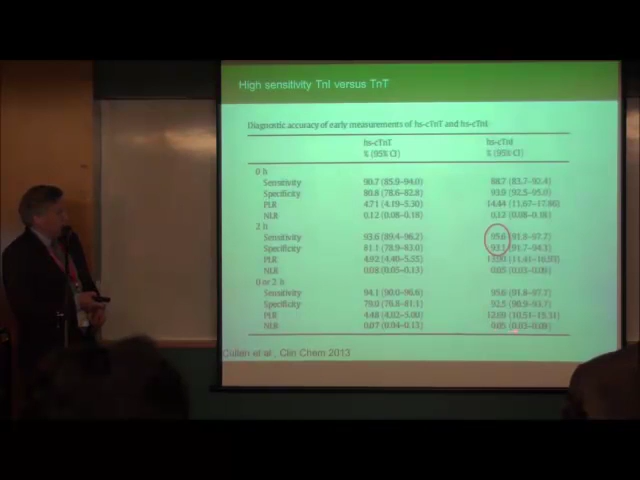 High sensitivity TnI versus TnT
Diagnostic accuracy of early measurements of hs-cTnT and hs-cTnI.
hs-cTnT hs-cTnI
% (95% CI) % (95% CI)
0 h
Sensitivity 90.7 (85.9–94.0) 88.7 (83.7–92.4)
Specificity 80.8 (78.6–82.8) 93.9 (92.5–95.0)
PLR 4.71 (4.19–5.30) 14.44 (11.67–17.86)
NLR 0.12 (0.08–0.18) 0.12 (0.08–0.18)
2 h
Sensitivity 93.6 (89.4–96.2) 95.6 (91.8–97.7)
Specificity 81.1 (78.9–83.0) 93.1 (91.7–94.3)
PLR 4.92 (4.40–5.55) (11.41–16.93)
NLR 0.08 (0.05–0.13) 0.05 (0.03–0.09)
0 or 2 h
Sensitivity 94.1 (90.0–96.6) 95.6 (91.8–97.7)
Specificity 79.0 (76.8–81.1) 92.5 (90.9–93.7)
PLR 4.48 (4.02–5.00) 12.69 (10.51–15.31)
NLR 0.07 (0.04–0.13) 0.05 (0.03–0.09)
Cullen et al., Clin Chem 2013